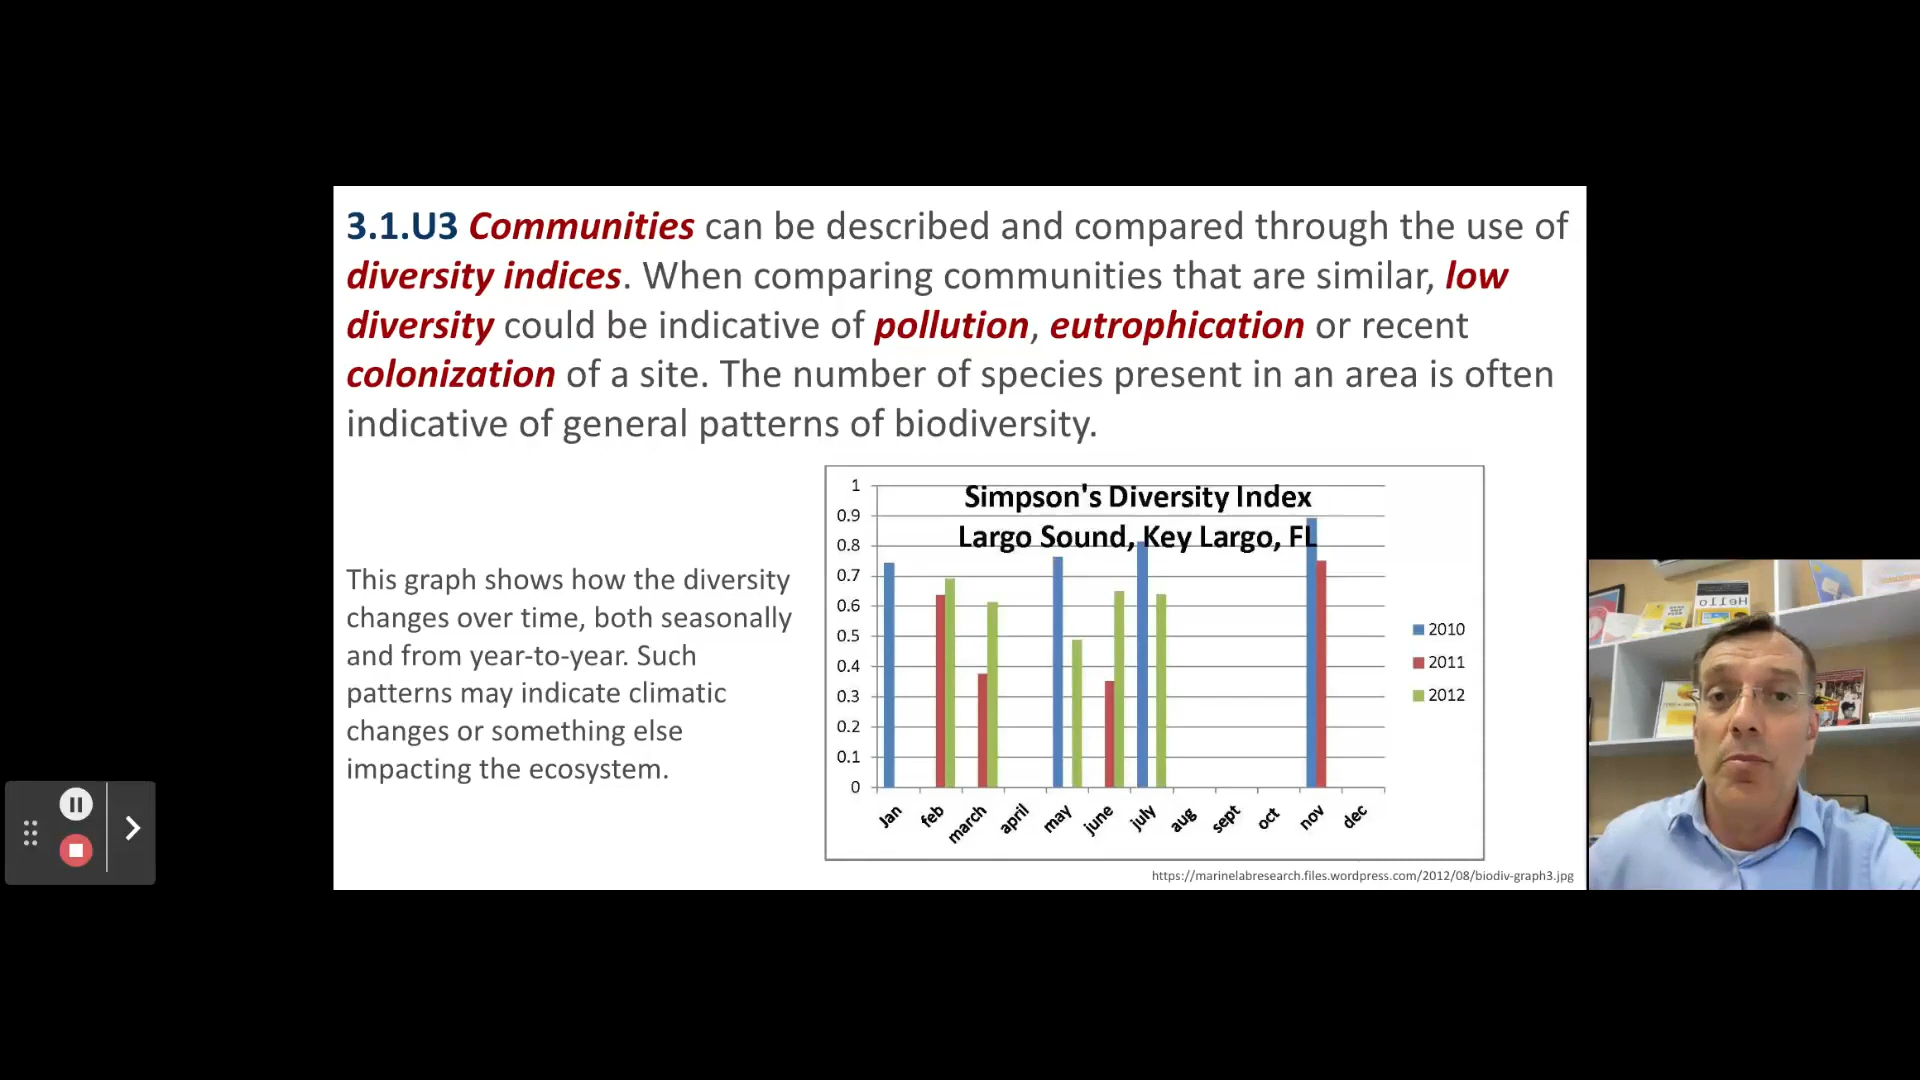 3.1.U3 Communities can be described and compared through the use of
diversity indices. When comparing communities that are similar, low
diversity could be indicative of pollution, eutrophication or recent
colonization of a site. The number of species present in an area is often
indicative of general patterns of biodiversity.
This graph shows how the diversity
changes over time, both seasonally
and from year-to-year. Such
patterns may indicate climatic
changes or something else
impacting the ecosystem.
Simpson's Diversity Index
Largo Sound, Key Largo, FL
1
0.9
0.8
0.7
0.6
0.5
0.4
0.3
0.2
0.1
0
Jan feb march april may june july aug sept oct nov dec
2010
2011
2012
https://marinelabresearch.files.wordpress.com/2012/08/biodiv-graph3.jpg
Hello